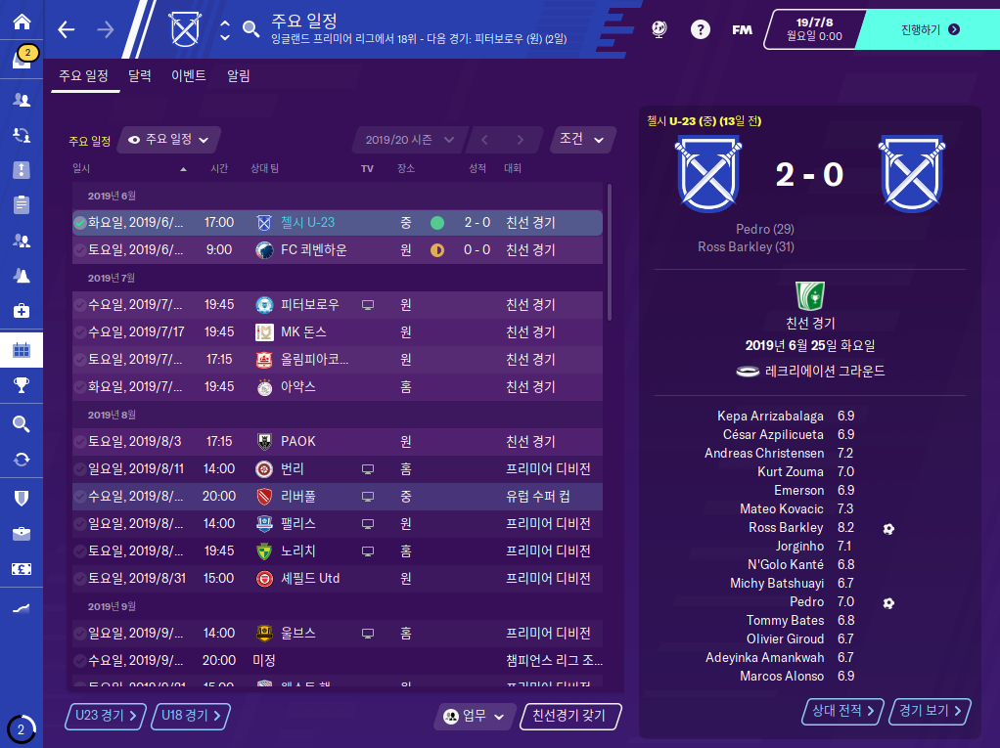 주요 일정
잉글랜드 프리미어 리그에서 18위 - 다음 경기: 피터보로우 (원) (2일)
FM
19/7/8
월요일 0:00
진행하기
2
주요 일정 달력 이벤트 알림
주요 일정 주요 일정 2019/20 시즌 조건
일시 시간 상대 팀 TV 장소 성적 대회
2019년 6월
화요일, 2019/6/... 17:00 첼시 U-23 중 2 - 0 친선 경기
토요일, 2019/6/... 9:00 FC 쾨벤하운 원 0 - 0 친선 경기
2019년 7월
수요일, 2019/7/... 19:45 피터보로우 원 친선 경기
수요일, 2019/7/17 19:45 MK 돈스 원 친선 경기
토요일, 2019/7/... 17:15 올림피아코... 원 친선 경기
화요일, 2019/7/... 19:45 아약스 홈 친선 경기
2019년 8월
토요일, 2019/8/3 17:15 PAOK 원 친선 경기
일요일, 2019/8/11 14:00 번리 홈 프리미어 디비전
수요일, 2019/8/... 20:00 리버풀 중 유럽 수퍼 컵
일요일, 2019/8/... 14:00 팰리스 원 프리미어 디비전
토요일, 2019/8/... 19:45 노리치 홈 프리미어 디비전
토요일, 2019/8/31 15:00 셰필드 Utd 원 프리미어 디비전
2019년 9월
일요일, 2019/9/... 14:00 울브스 홈 프리미어 디비전
수요일, 2019/9/... 20:00 미정 챔피언스 리그 조...
U23 경기 U18 경기 업무 친선경기 갖기
2
첼시 U-23 (중) (13일 전)
2 - 0
Pedro (29)
Ross Barkley (31)
친선 경기
2019년 6월 25일 화요일
레크리에이션 그라운드
Kepa Arrizabalaga 6.9
César Azpilicueta 6.9
Andreas Christensen 7.2
Kurt Zouma 7.0
Emerson 6.9
Mateo Kovacic 7.3
Ross Barkley 8.2
Jorginho 7.1
N'Golo Kanté 6.8
Michy Batshuayi 6.7
Pedro 7.0
Tommy Bates 6.8
Olivier Giroud 6.7
Adeyinka Amankwah 6.7
Marcos Alonso 6.9
상대 전적 경기 보기